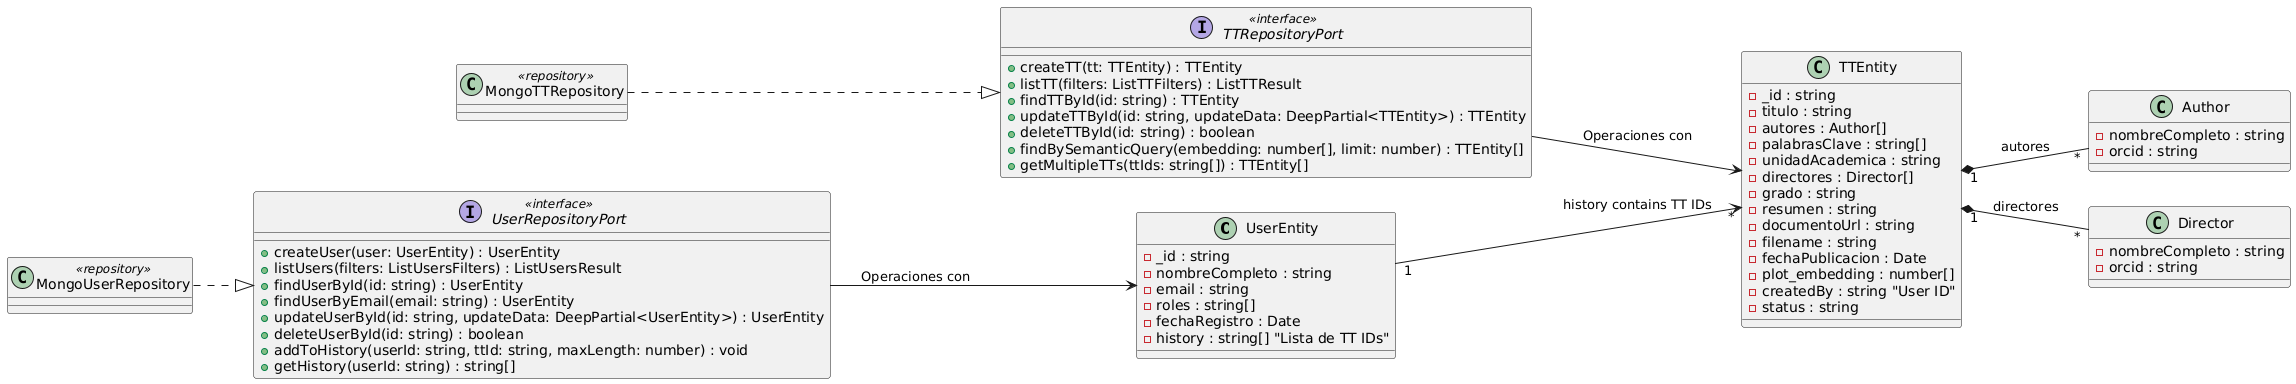 «repository»
C MongoTTRepository
«interface»
I TTRepositoryPort
createTT(tt: TTEntity) : TTEntity
listTT(filters: ListTTFilters) : ListTTResult
findTTById(id: string) : TTEntity
updateTTById(id: string, updateData: DeepPartial<TTEntity>) : TTEntity
deleteTTById(id: string) : boolean
findBySemanticQuery(embedding: number[], limit: number) : TTEntity[]
getMultipleTTs(ttIds: string[]) : TTEntity[]
Operaciones con
«repository»
C MongoUserRepository
«interface»
I UserRepositoryPort
createUser(user: UserEntity) : UserEntity
listUsers(filters: ListUsersFilters) : ListUsersResult
findUserById(id: string) : UserEntity
findUserByEmail(email: string) : UserEntity
updateUserById(id: string, updateData: DeepPartial<UserEntity>) : UserEntity
deleteUserById(id: string) : boolean
addToHistory(userId: string, ttId: string, maxLength: number) : void
getHistory(userId: string) : string[]
Operaciones con
C UserEntity
_id : string
nombreCompleto : string
email : string
roles : string[]
fechaRegistro : Date
history : string[] "Lista de TT IDs"
1
history contains TT IDs
*
C TTEntity
_id : string
titulo : string
autores : Author[]
palabrasClave : string[]
unidadAcademica : string
directores : Director[]
grado : string
resumen : string
documentoUrl : string
filename : string
fechaPublicacion : Date
plot_embedding : number[]
createdBy : string "User ID"
status : string
autores
1
*
directores
1
*
C Author
nombreCompleto : string
orcid : string
C Director
nombreCompleto : string
orcid : string